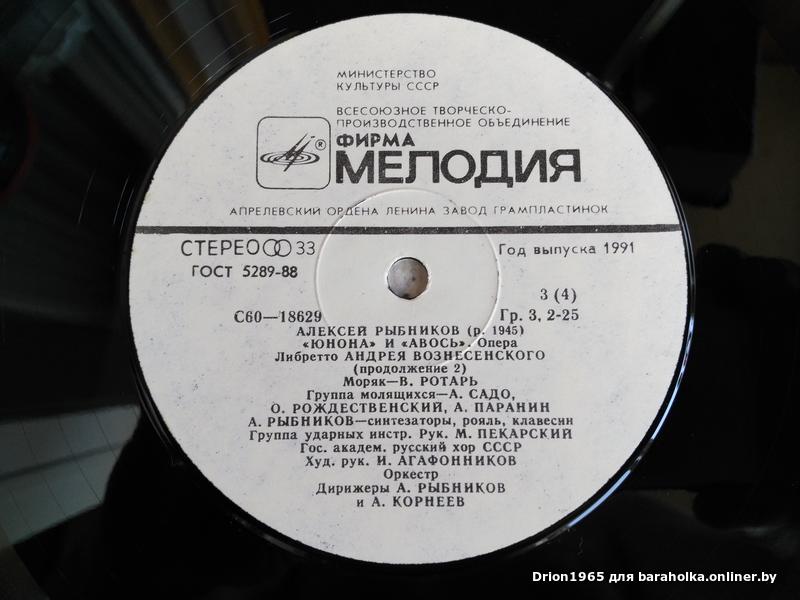 МИНИСТЕРСТВО
КУЛЬТУРЫ СССР
ВСЕСОЮЗНОЕ ТВОРЧЕСКО-
ПРОИЗВОДСТВЕННОЕ ОБЪЕДИНЕНИЕ
®
ФИРМА
МЕЛОДИЯ
АПРЕЛЕВСКИЙ ОРДЕНА ЛЕНИНА ЗАВОД ГРАМПЛАСТИНОК
СТЕРЕО 33
Год выпуска 1991
ГОСТ 5289-88
3 (4)
С60—18629
Гр. 3, 2-25
АЛЕКСЕЙ РЫБНИКОВ (р. 1945)
«ЮНОНА» И «АВОСЬ». Опера
Либретто АНДРЕЯ ВОЗНЕСЕНСКОГО
(продолжение 2)
Моряк—В. РОТАРЬ
Группа молящихся—А. САДО,
О. РОЖДЕСТВЕНСКИЙ, А. ПАРАНИН
А. РЫБНИКОВ—синтезаторы, рояль, клавесин
Группа ударных инстр. Рук. М. ПЕКАРСКИЙ
Гос. академ. русский хор СССР
Худ. рук. И. АГАФОННИКОВ
Оркестр
Дирижеры А. РЫБНИКОВ
и А. КОРНЕЕВ
Drion1965 для baraholka.onliner.by